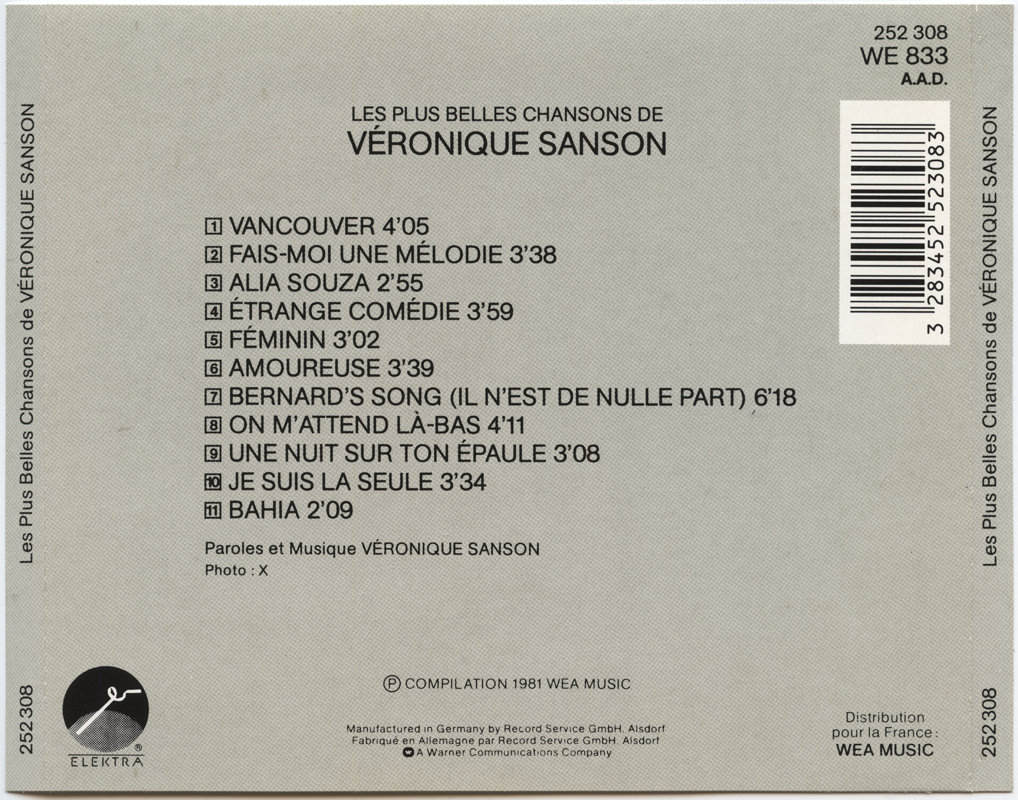 252 308
WE 833
A.A.D.
LES PLUS BELLES CHANSONS DE
VÉRONIQUE SANSON
3 283452 523083
1 VANCOUVER 4'05
2 FAIS-MOI UNE MÉLODIE 3'38
3 ALIA SOUZA 2'55
4 ÉTRANGE COMÉDIE 3'59
5 FÉMININ 3'02
6 AMOUREUSE 3'39
7 BERNARD'S SONG (IL N'EST DE NULLE PART) 6'18
8 ON M'ATTEND LÀ-BAS 4'11
9 UNE NUIT SUR TON ÉPAULE 3'08
10 JE SUIS LA SEULE 3'34
11 BAHIA 2'09
Paroles et Musique VÉRONIQUE SANSON
Photo : X
Ⓟ COMPILATION 1981 WEA MUSIC
Manufactured in Germany by Record Service GmbH, Alsdorf
Fabriqué en Allemagne par Record Service GmbH, Alsdorf
A Warner Communications Company
Distribution
pour la France :
WEA MUSIC
® 
ELEKTRA
Les Plus Belles Chansons de VÉRONIQUE SANSON
252 308
Les Plus Belles Chansons de VÉRONIQUE SANSON
252 308